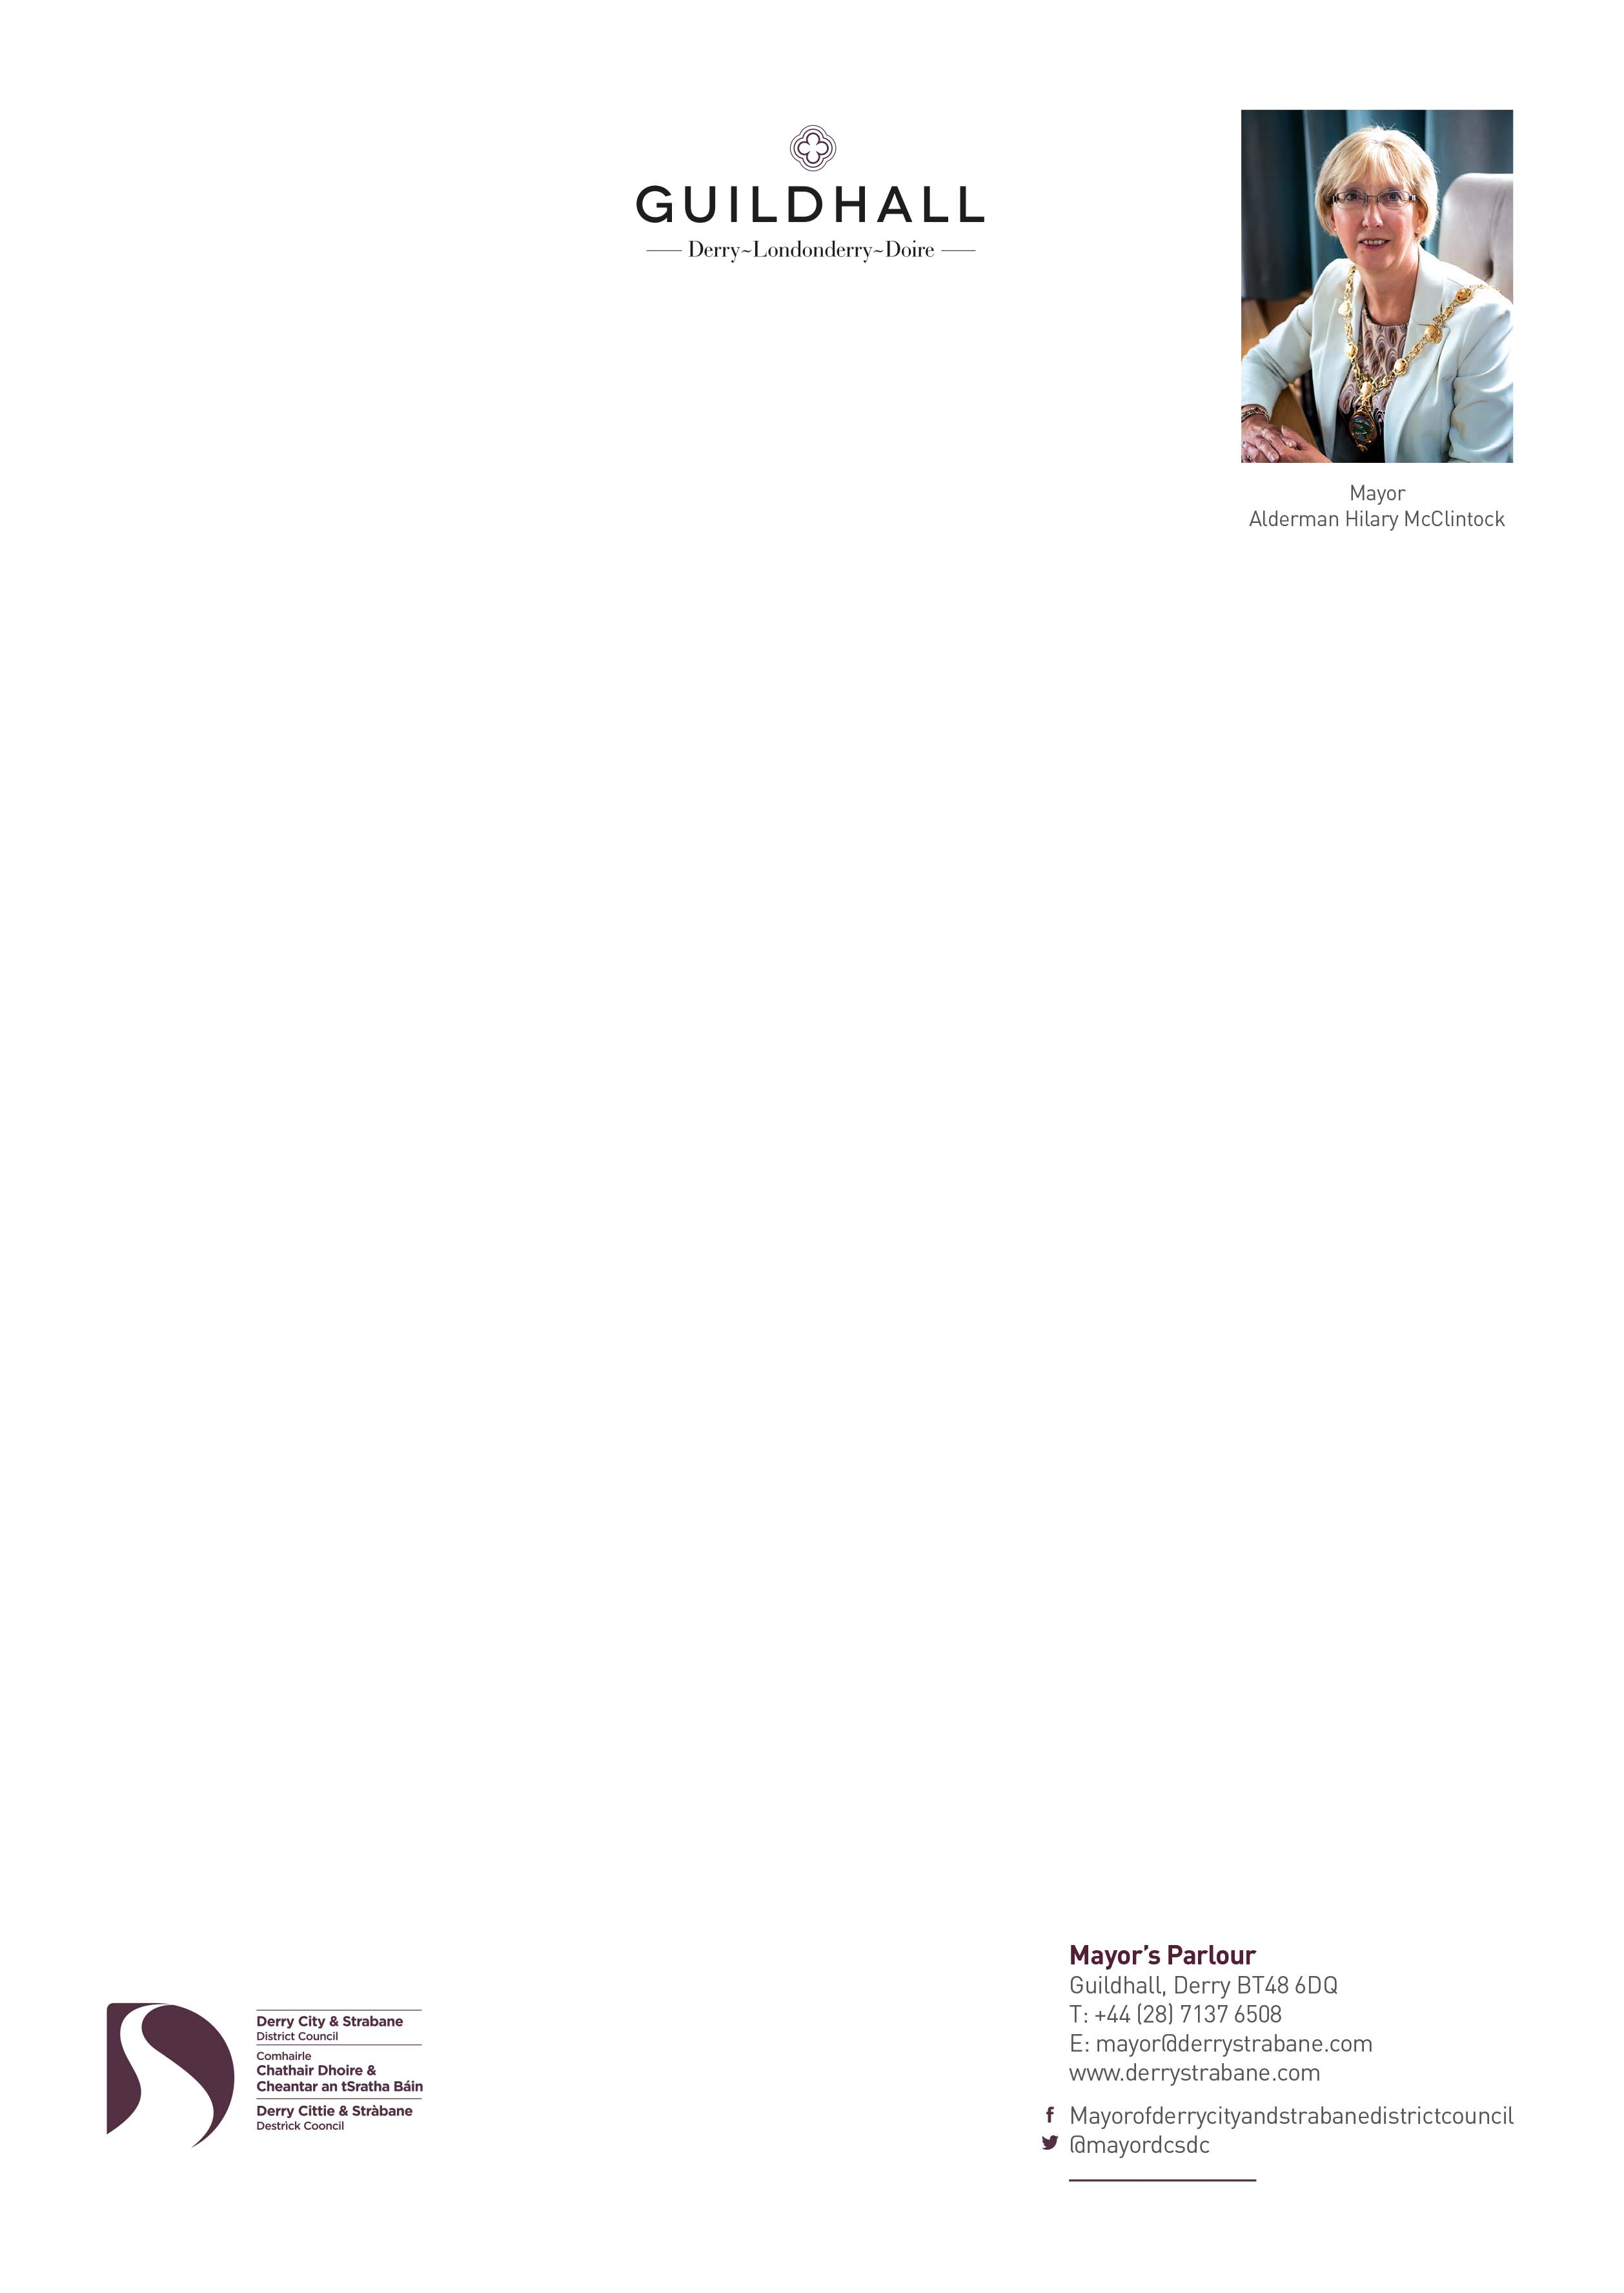 GUILDHALL
Derry~Londonderry~Doire
Mayor
Alderman Hilary McClintock
Derry City & Strabane
District Council
Comhairle
Chathair Dhoire &
Cheantar an tSratha Báin
Derry Cittie & Stràbane
Destrìck Cooncil
Mayor’s Parlour
Guildhall, Derry BT48 6DQ
T: +44 (28) 7137 6508
E: mayor@derrystrabane.com
www.derrystrabane.com
Mayorofderrycityandstrabanedistrictcouncil
@mayordcsdc